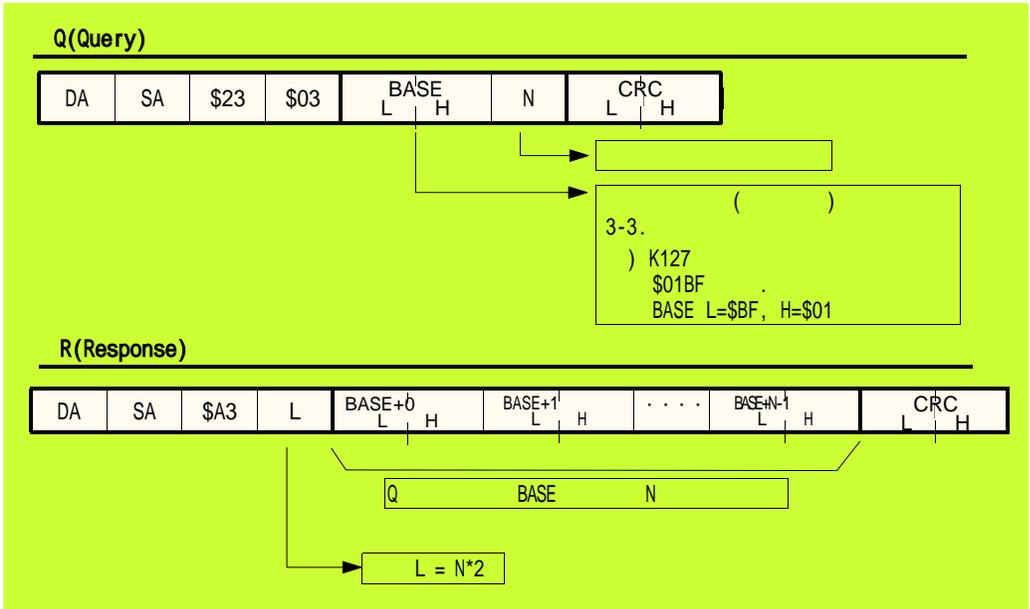 Q(Query)
DA SA $23 $03 BASE N CRC
L H L H
( )
3-3.
) K127
$01BF .
BASE L=$BF, H=$01
R(Response)
DA SA $A3 L BASE+0 BASE+1 .... BASE+N-1 CRC
L H L H L H L H
Q BASE N
L = N*2